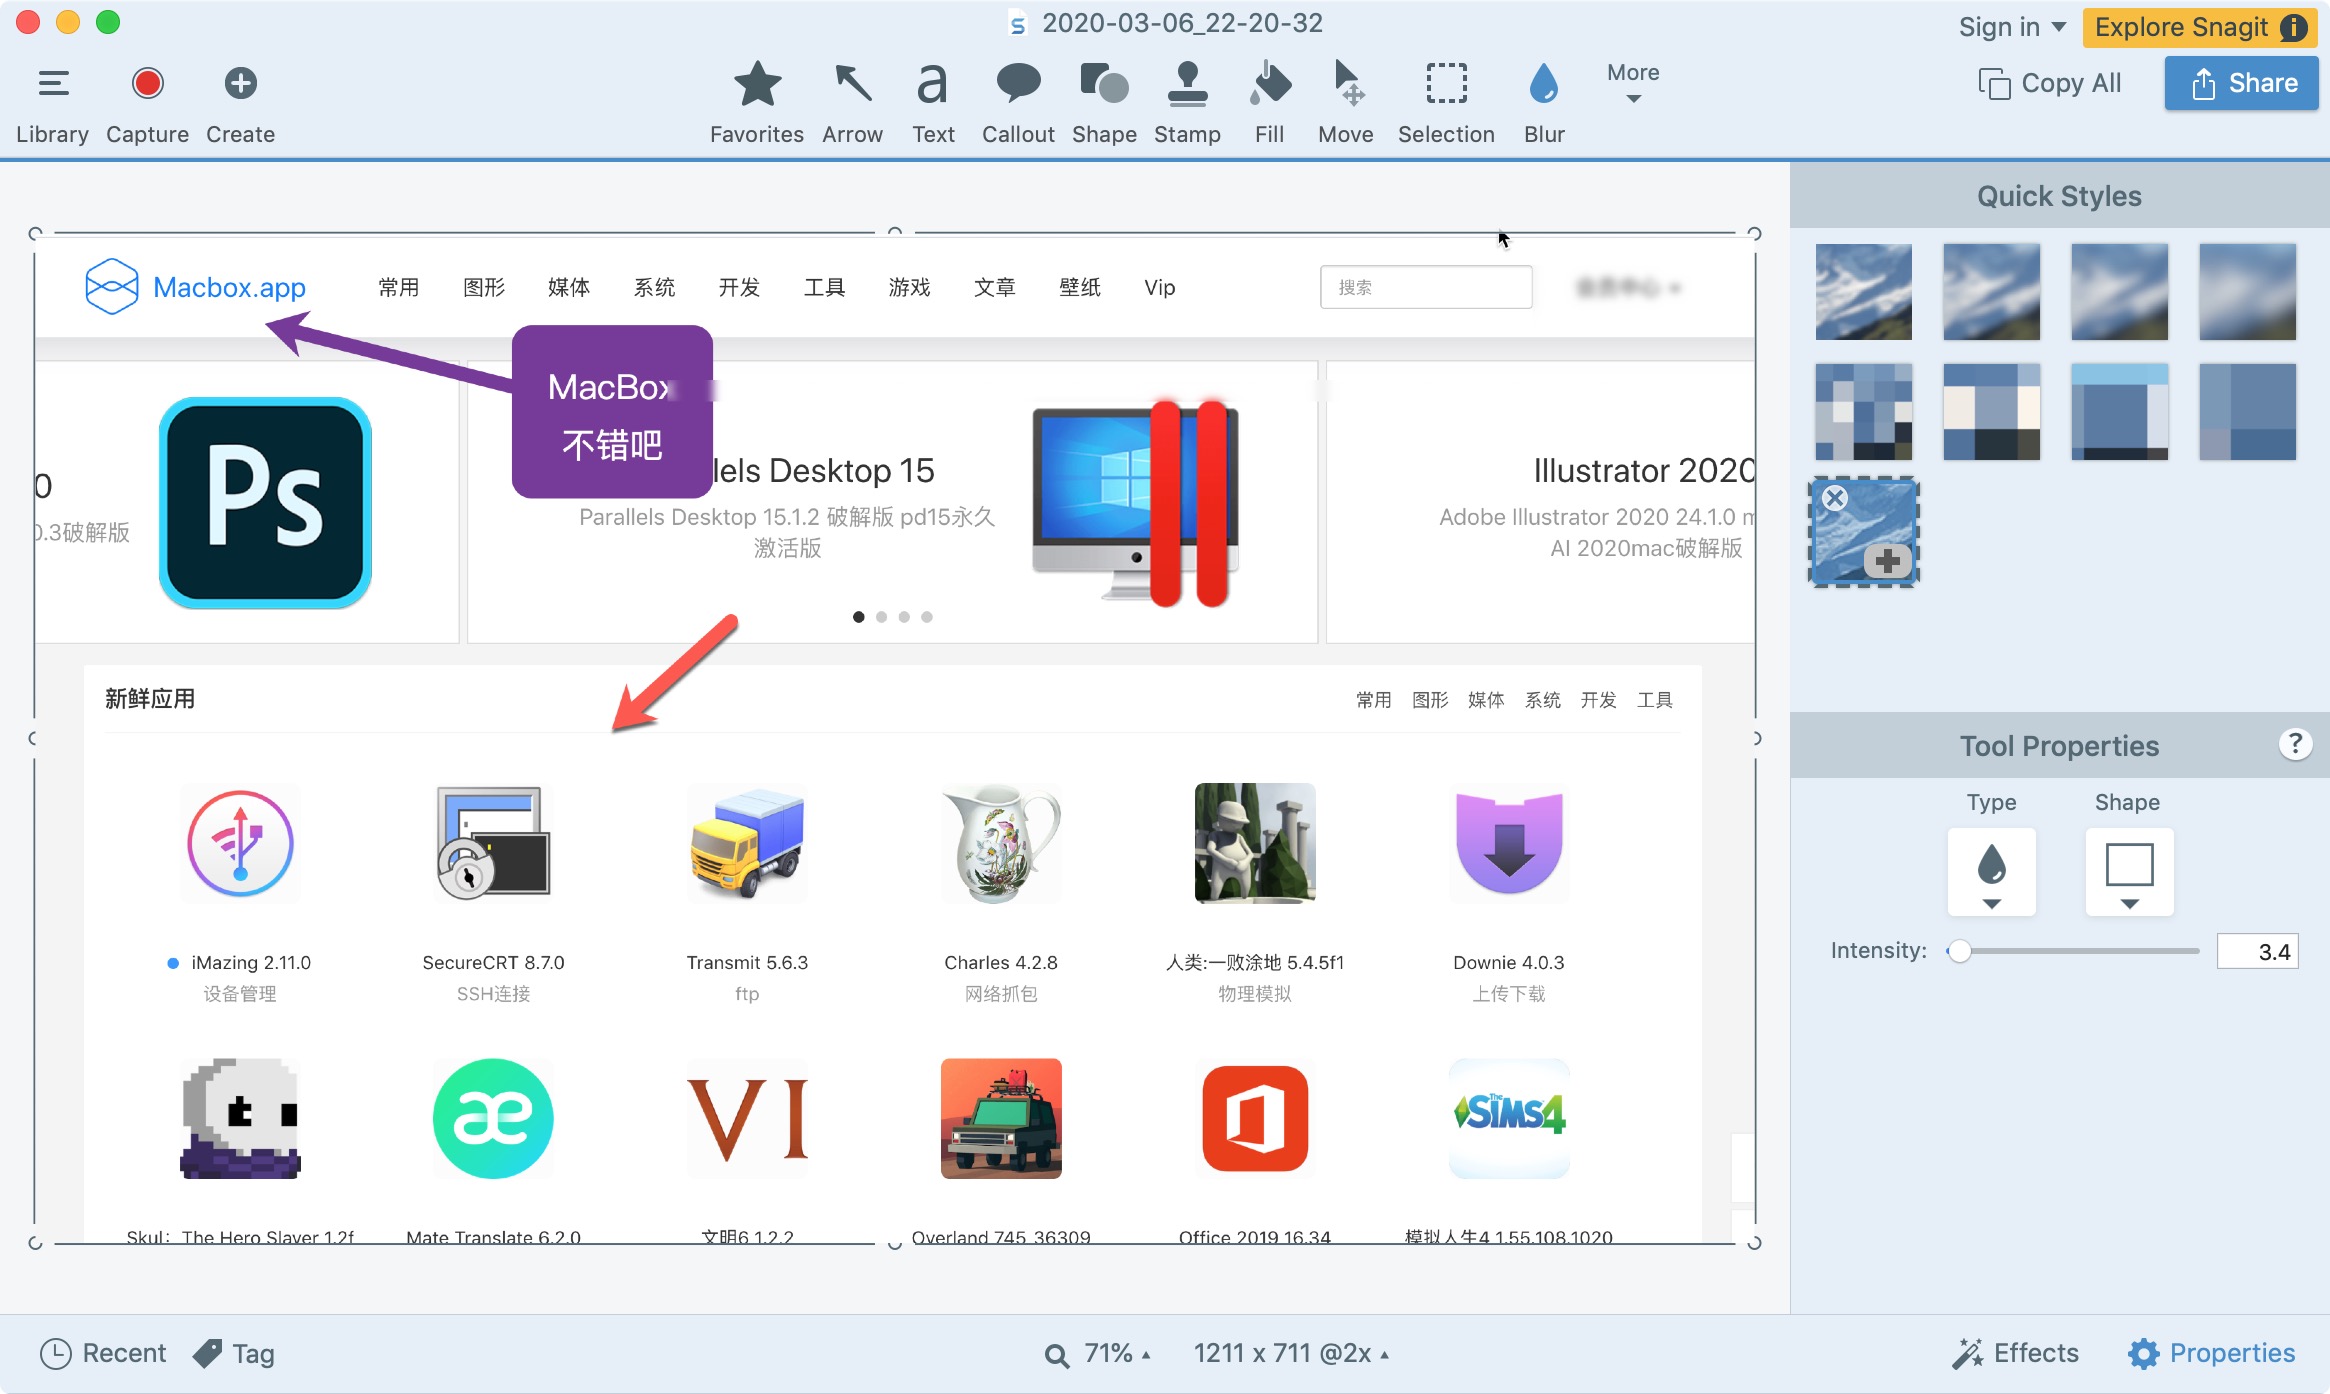 2020-03-06_22-20-32
Sign in
Explore Snagit
Library
Capture
Create
Favorites
Arrow
a
Text
Callout
Shape
Stamp
Fill
Move
Selection
Blur
More
Copy All
Share
Quick Styles
Macbox.app
常用
图形
媒体
系统
开发
工具
游戏
文章
壁纸
Vip
搜索
MacBox
不错吧
0
0.3破解版
Ps
lels Desktop 15
Parallels Desktop 15.1.2 破解版 pd15永久
激活版
Illustrator 2020
Adobe Illustrator 2020 24.1.0 m
AI 2020mac破解版
新鲜应用
常用
图形
媒体
系统
开发
工具
iMazing 2.11.0
设备管理
SecureCRT 8.7.0
SSH连接
Transmit 5.6.3
ftp
Charles 4.2.8
网络抓包
人类:一败涂地 5.4.5f1
物理模拟
Downie 4.0.3
上传下载
æ
VI
The
SIMS4
Skul：The Hero Slayer 1.2f
Mate Translate 6.2.0
文明6 1.2.2
Overland 745_36309
Office 2019 16.34
模拟人生4 1.55.108.1020
Tool Properties
?
Type
Shape
Intensity:
3.4
Recent
Tag
71%
1211 x 711 @2x
Effects
Properties